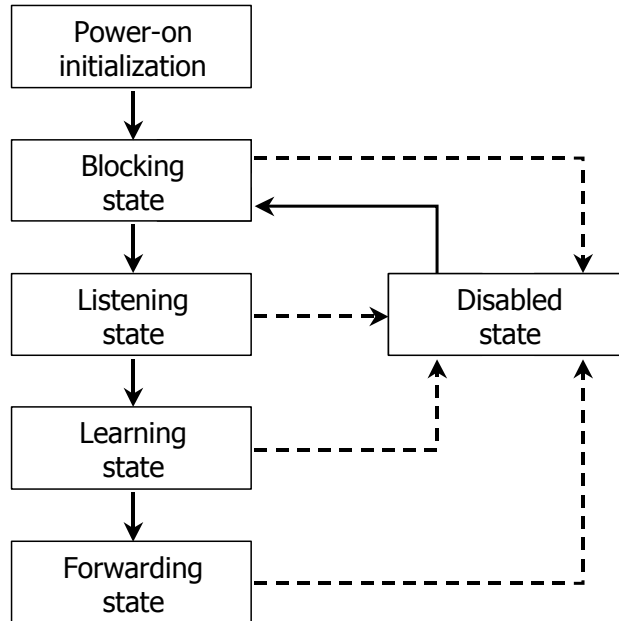 Power-on
initialization
Blocking
state
Listening
state
Disabled
state
Learning
state
Forwarding
state